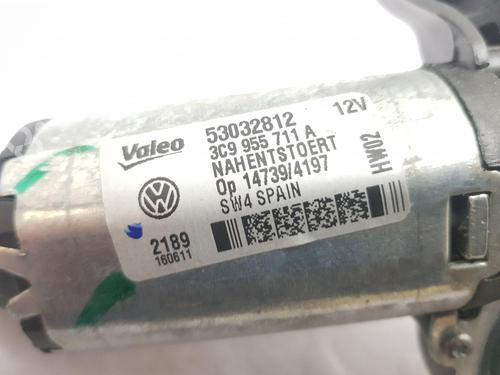 Valeo 53032812 12V
3C9 955 711 A
NAHENTSTOERT
Op 14739/4197
SW4 SPAIN
HW02
2189
160611